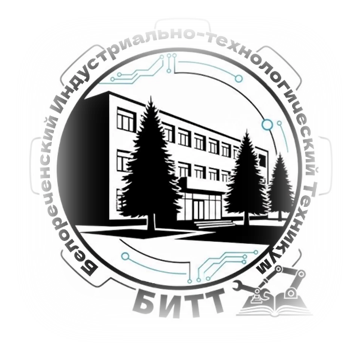 Белореченский Индустриально-технологический Техникум
БИТТ